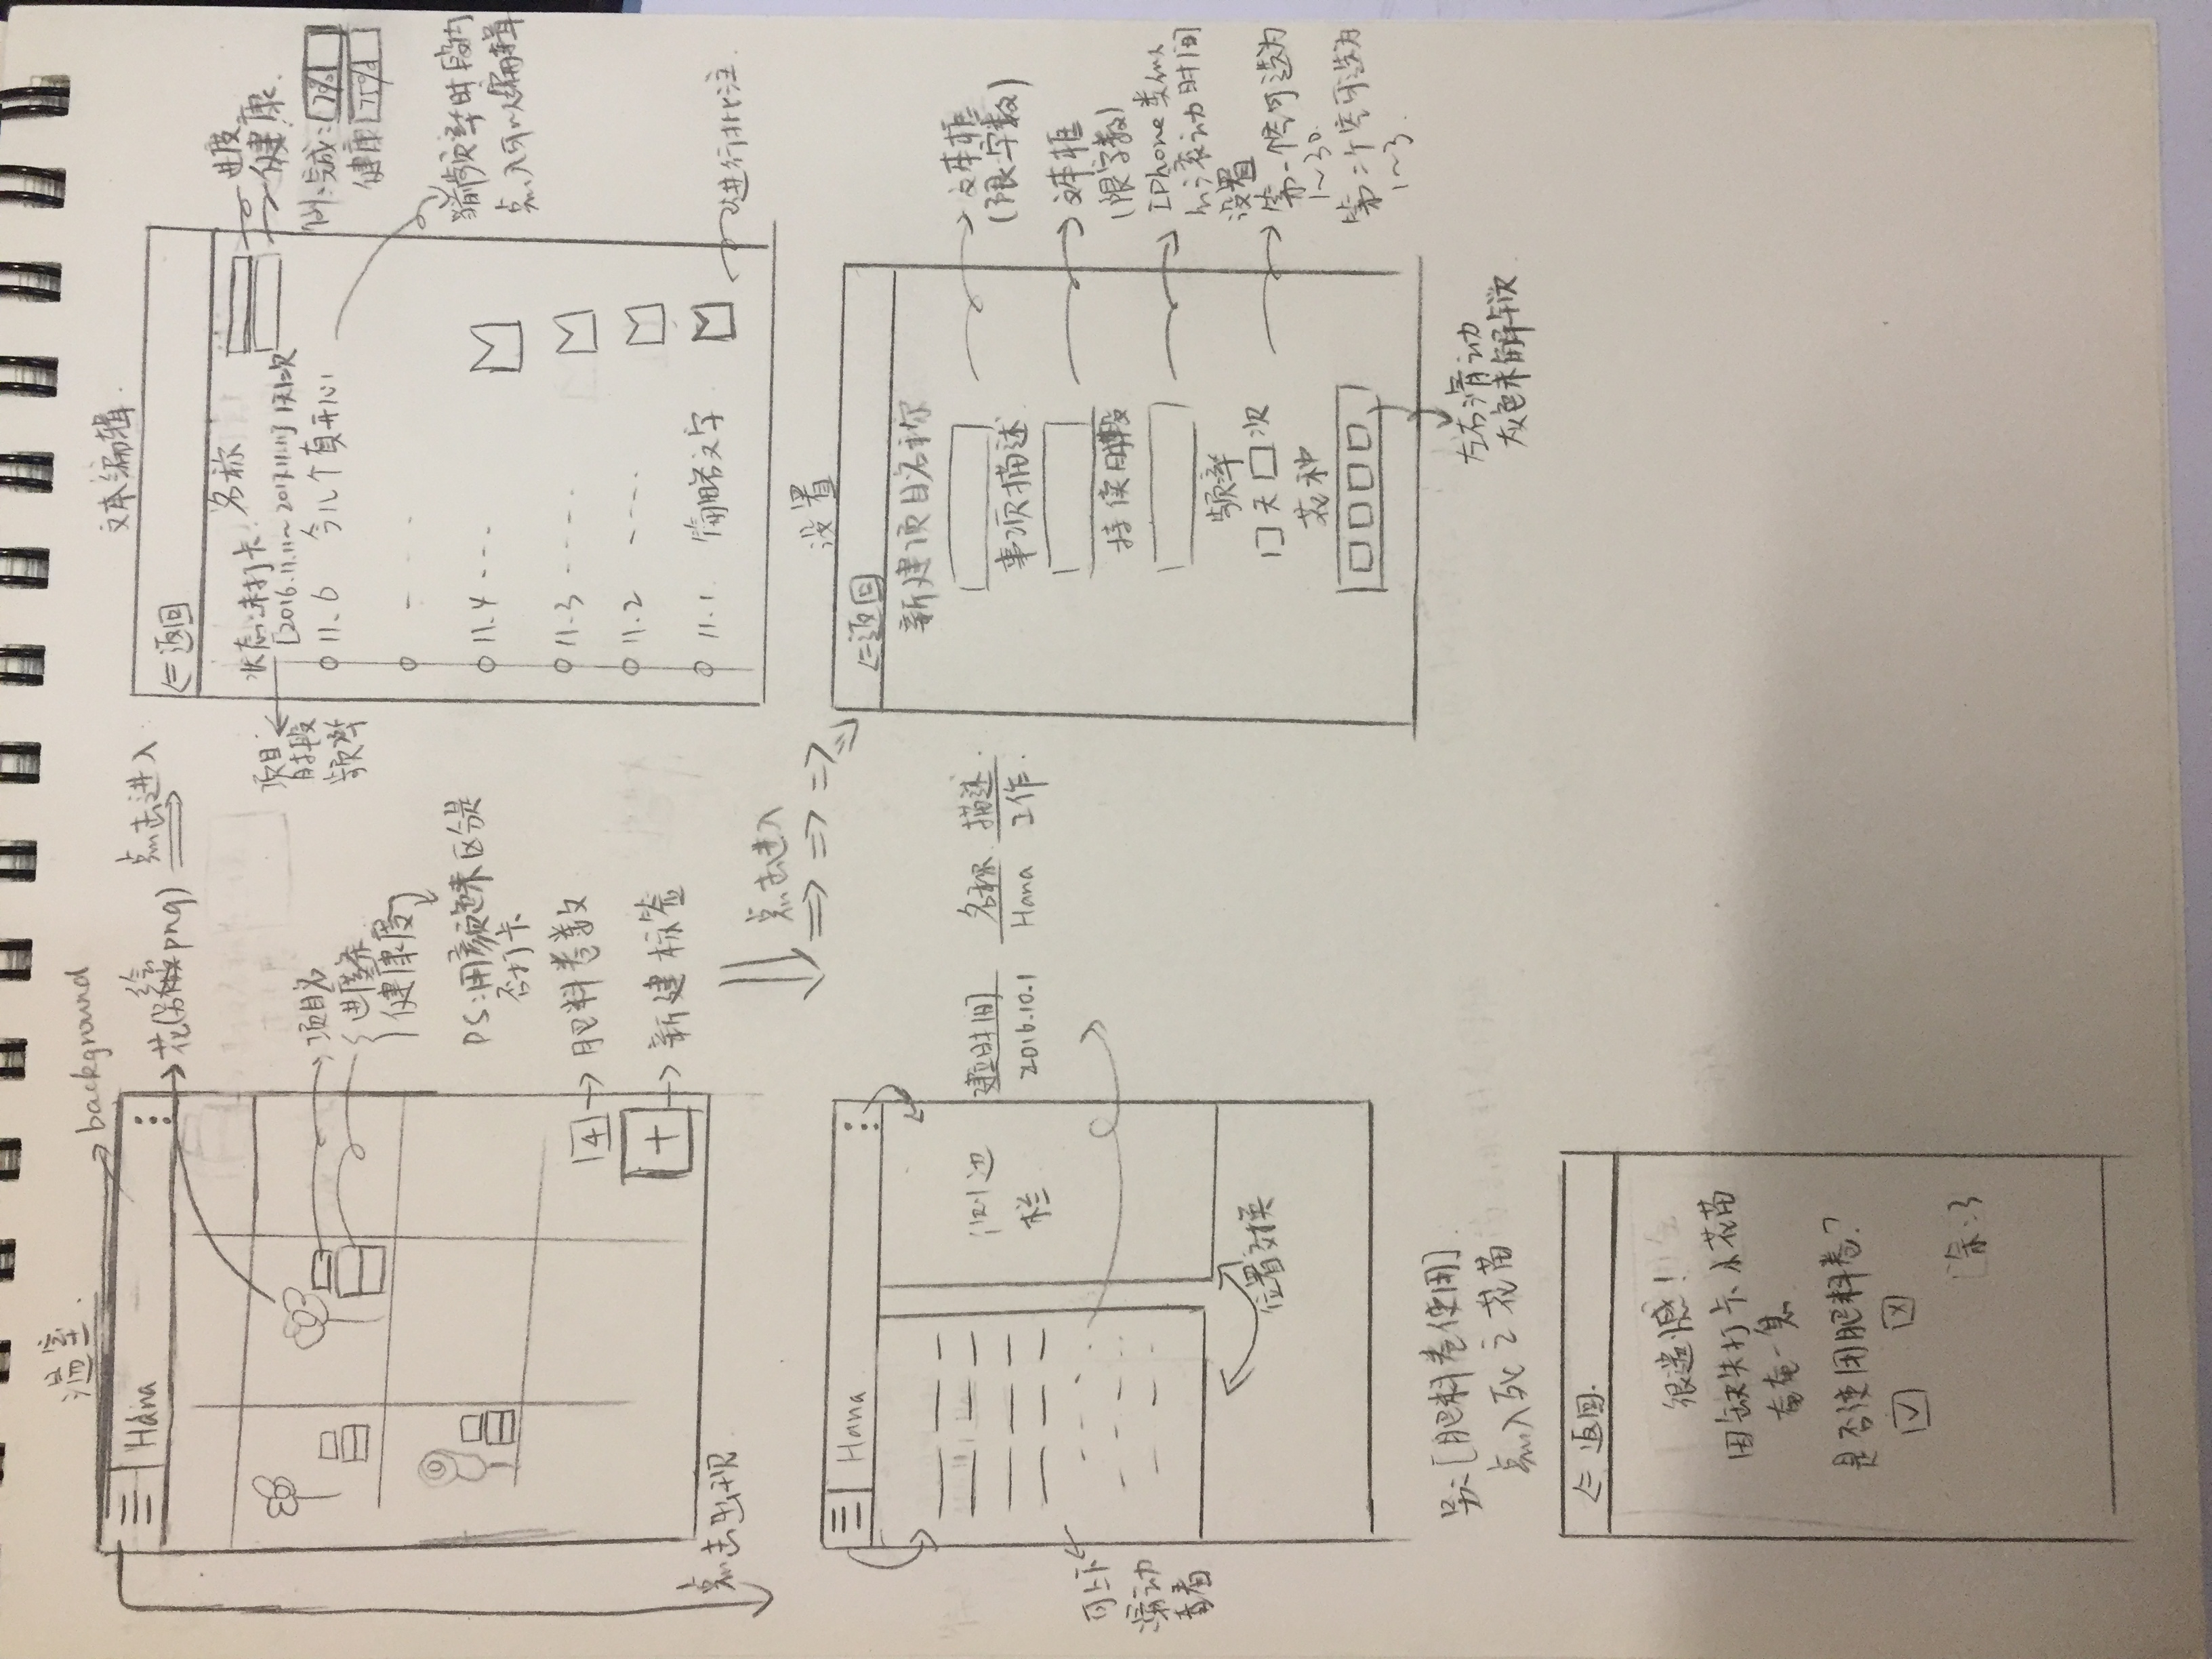 温室.
background
Hana
花(另绘png)
点击进入
项目名
进度条
健康度
PS:用颜色来区分是
否打卡
4
肥料卷数
+
新建标签
点击出现
文本编辑
返回
名称
状态:未打卡
[2016.11.11~2017.11.11] 1天1次
项目
时段
频率
进度
健康
例:完成:7%
健康 75%
11.6 今儿个真开心!
频率时段内
点入可以编辑
11.4
11.3
11.2
11.1 简略文字
进行批注.
点击进入
Hana
侧边
栏
建立时间 名称 描述.
2016.10.1 Hana 工作.
可上下
滑动
查看
位置交换
设置
返回
新建项目名称
文本框
(限字数)
事项描述
文本框
(限字数)
持续时段
IPhone类似
的滚动时间
设置
频率
天 次
第一个空可选为
1~30.
第二个空可选为
1~3.
花种
左右滑动
灰色未解锁
另:[肥料卷使用]
点入死之花苗
返回.
很遗憾!
因缺失打卡小花苗
奄奄一息
是否使用肥料卷?
余:3